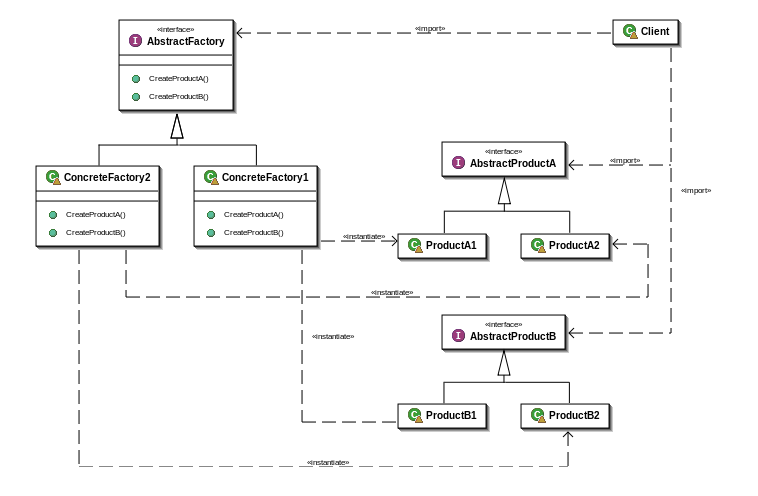 «interface»
AbstractFactory
CreateProductA()
CreateProductB()
«import»
Client
ConcreteFactory2
CreateProductA()
CreateProductB()
ConcreteFactory1
CreateProductA()
CreateProductB()
«interface»
AbstractProductA
«import»
«import»
«instantiate»
ProductA1
ProductA2
«instantiate»
«instantiate»
«interface»
AbstractProductB
ProductB1
ProductB2
«instantiate»